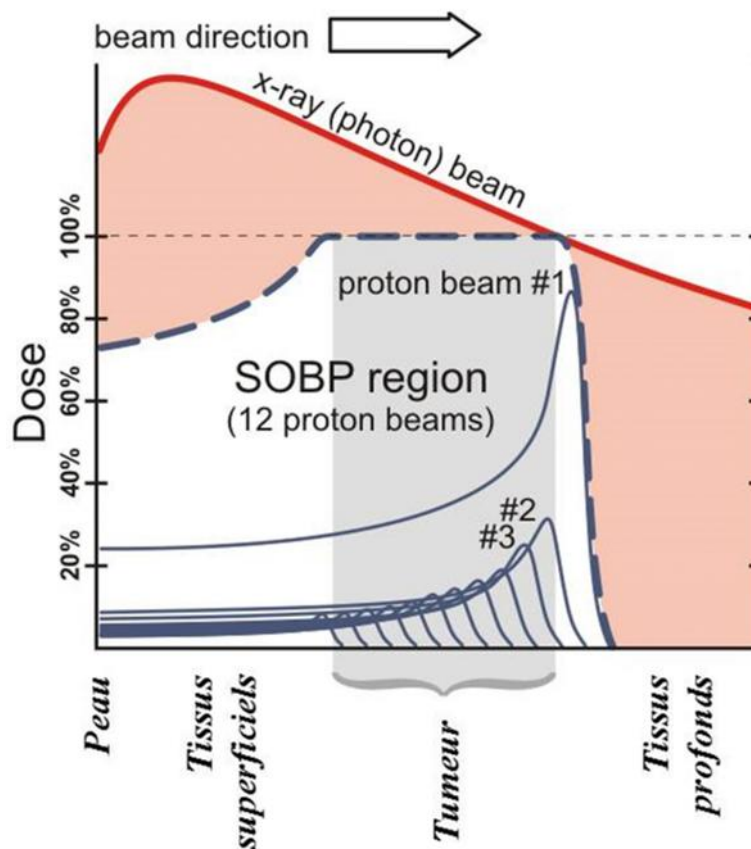 beam direction
x-ray (photon) beam
100%
80%
60%
40%
20%
Dose
proton beam #1
SOBP region
(12 proton beams)
#2
#3
Peau
Tissus
superficiels
Tumeur
Tissus
profonds